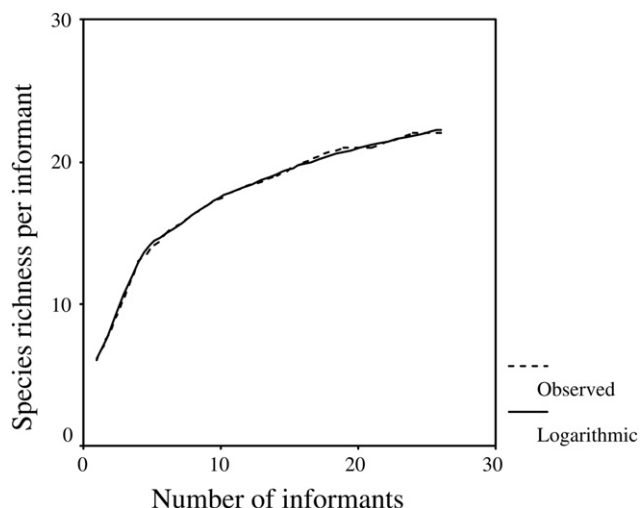 Species richness per informant
30
20
10
0
0
10
20
30
Number of informants
Observed
Logarithmic